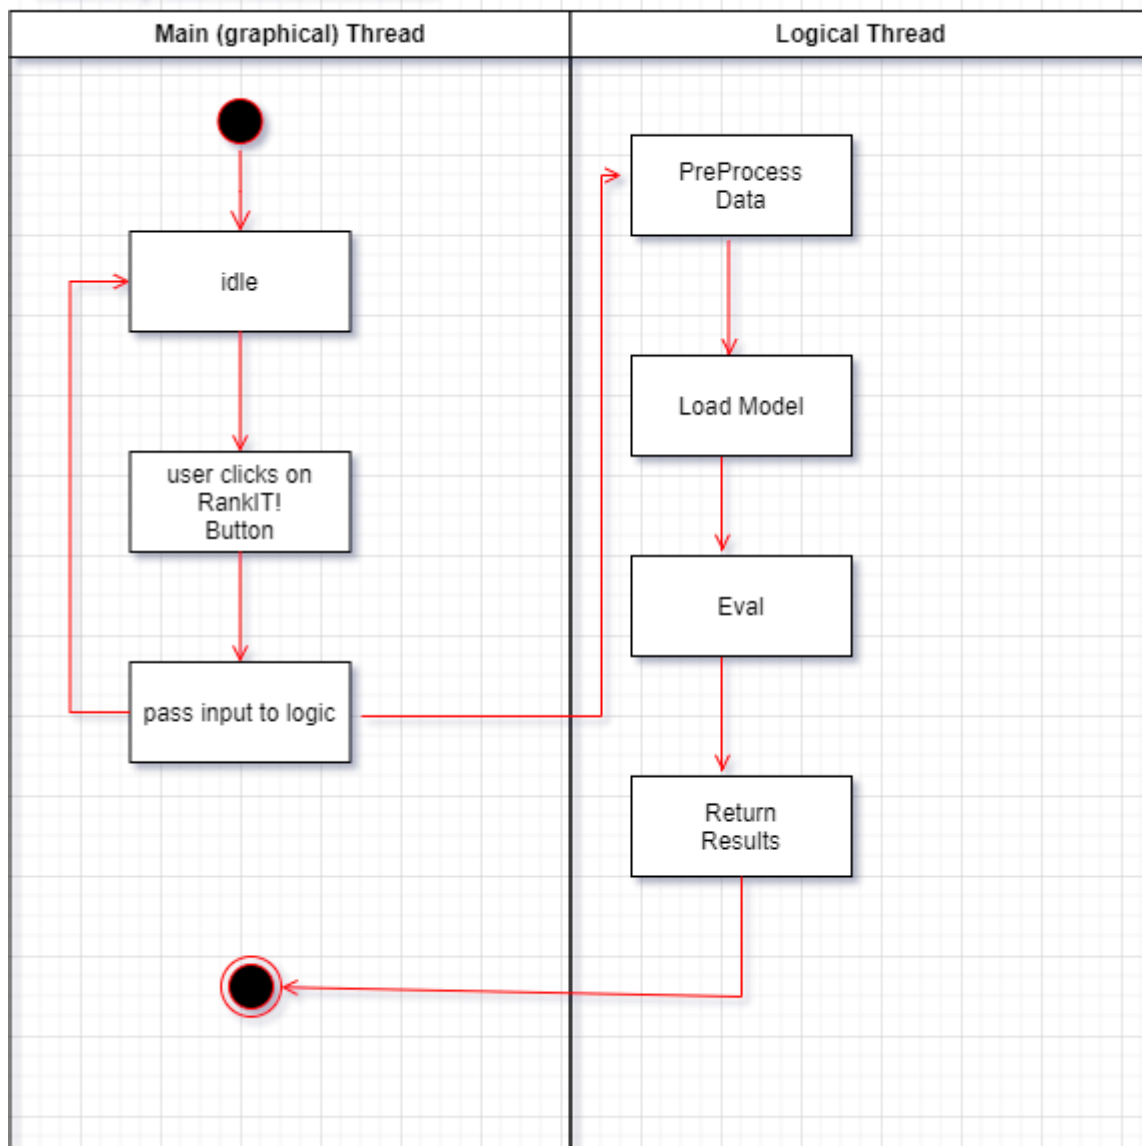 Main (graphical) Thread
Logical Thread
idle
user clicks on
RankIT!
Button
pass input to logic
PreProcess
Data
Load Model
Eval
Return
Results